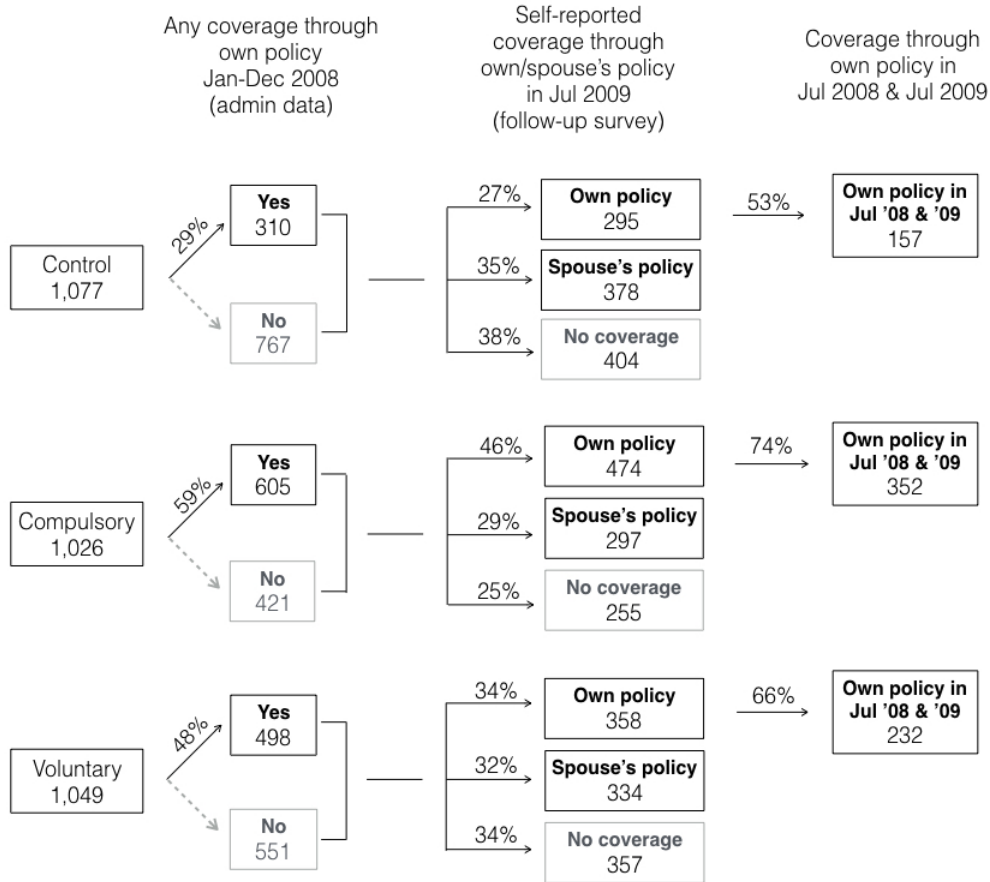 Any coverage through
own policy
Jan-Dec 2008
(admin data)
Self-reported
coverage through
own/spouse's policy
in Jul 2009
(follow-up survey)
Coverage through
own policy in
Jul 2008 & Jul 2009
Control
1,077
29%
Yes
310
No
767
27%
Own policy
295
35%
Spouse's policy
378
38%
No coverage
404
53%
Own policy in
Jul '08 & '09
157
Compulsory
1,026
59%
Yes
605
No
421
46%
Own policy
474
29%
Spouse's policy
297
25%
No coverage
255
74%
Own policy in
Jul '08 & '09
352
Voluntary
1,049
48%
Yes
498
No
551
34%
Own policy
358
32%
Spouse's policy
334
34%
No coverage
357
66%
Own policy in
Jul '08 & '09
232